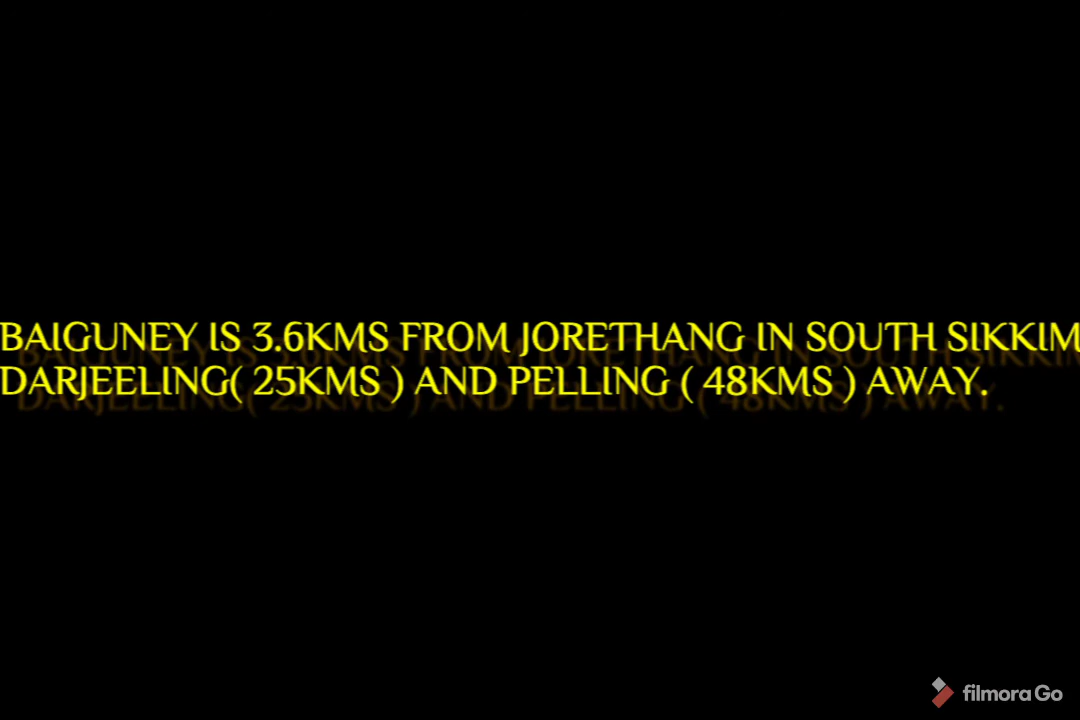 BAIGUNEY IS 3.6KMS FROM JORETHANG IN SOUTH SIKKIM
DARJEELING( 25KMS ) AND PELLING ( 48KMS ) AWAY.
filmora Go